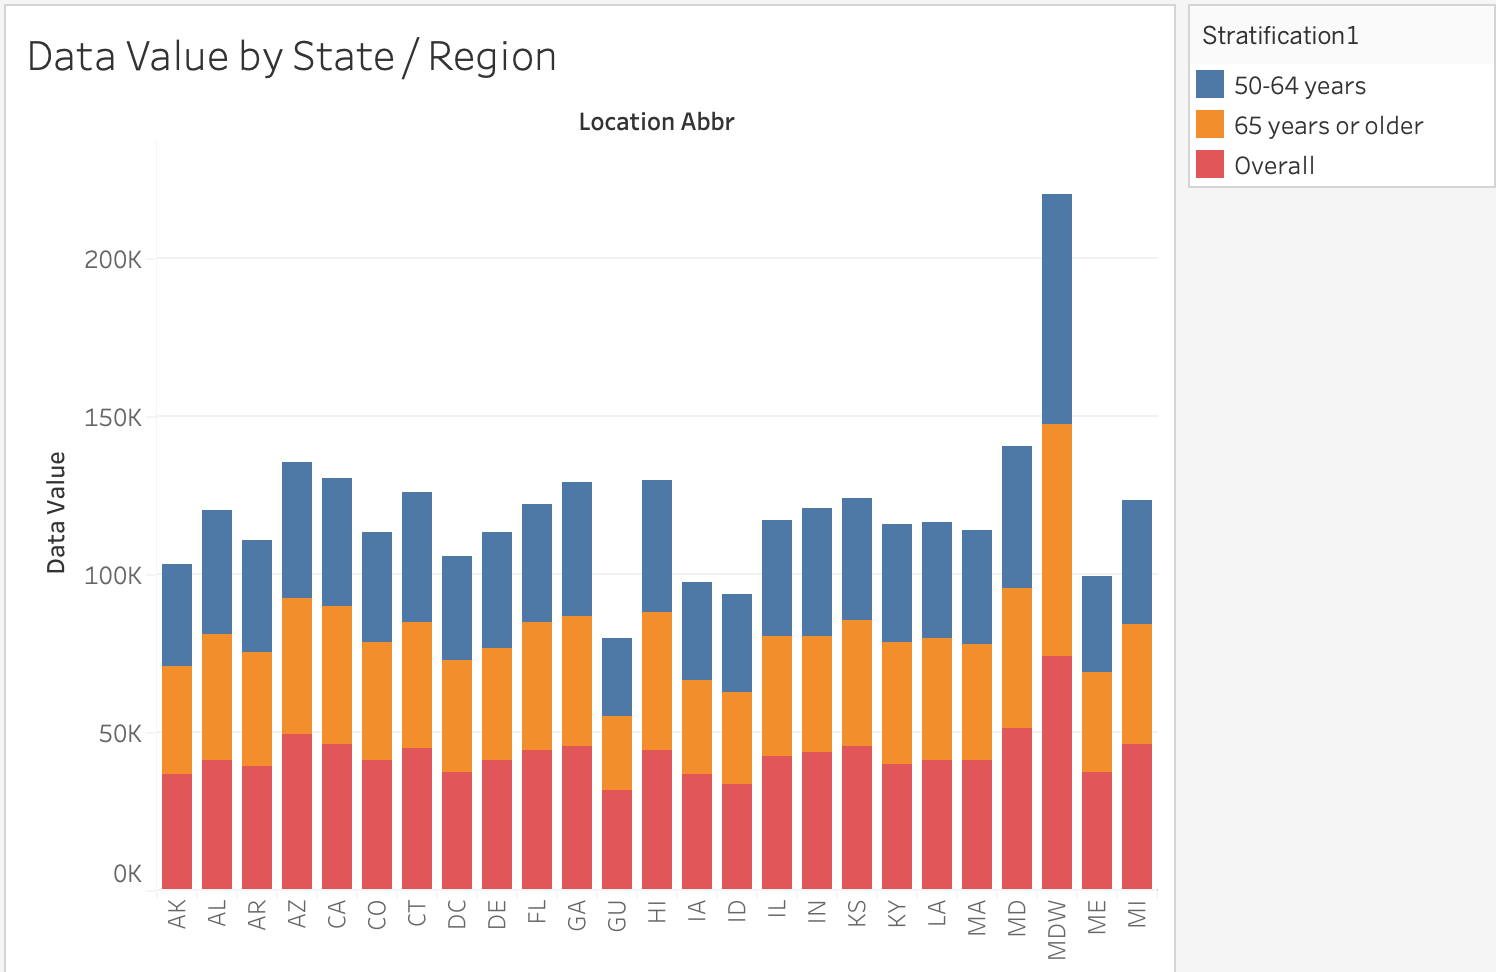 Data Value by State / Region
Location Abbr
Data Value
200K
150K
100K
50K
0K
AK
AL
AR
AZ
CA
CO
CT
DC
DE
FL
GA
GU
HI
IA
ID
IL
IN
KS
KY
LA
MA
MD
MDW
ME
MI
Stratification1
50-64 years
65 years or older
Overall